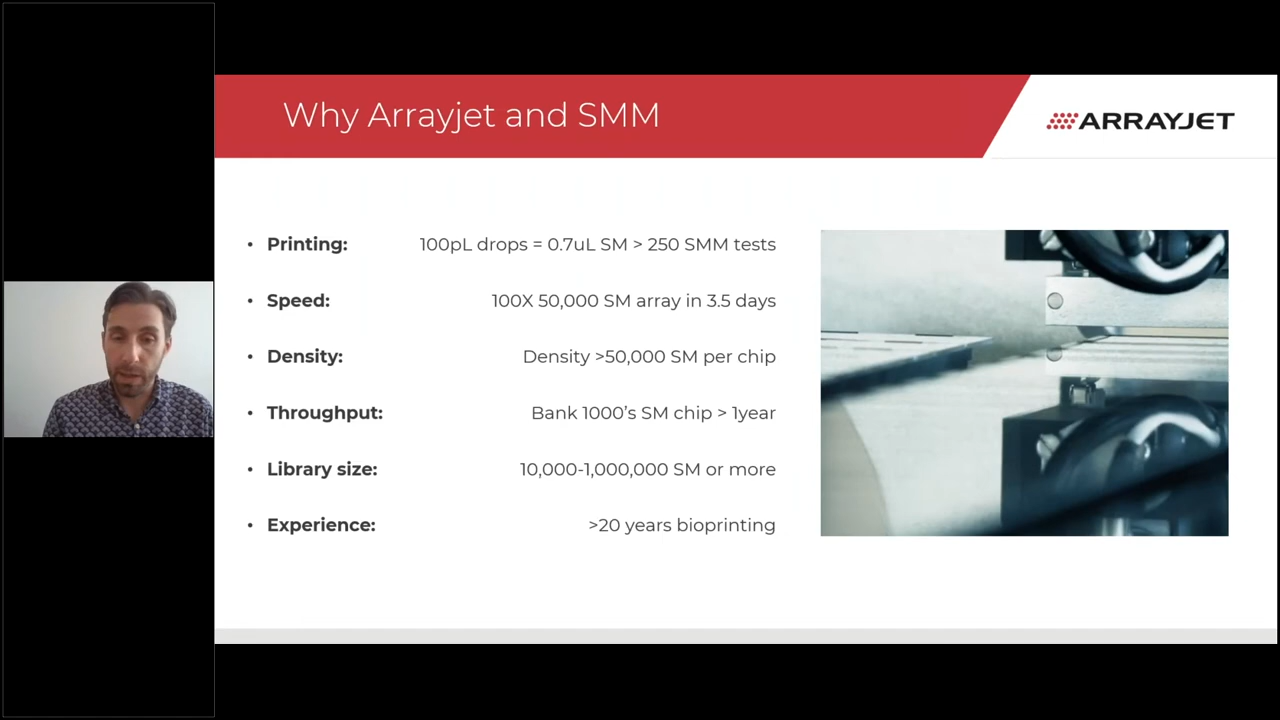 Why Arrayjet and SMM
ARRAYJET
• Printing: 100pL drops = 0.7uL SM > 250 SMM tests
• Speed: 100X 50,000 SM array in 3.5 days
• Density: Density >50,000 SM per chip
• Throughput: Bank 1000’s SM chip > 1year
• Library size: 10,000-1,000,000 SM or more
• Experience: >20 years bioprinting